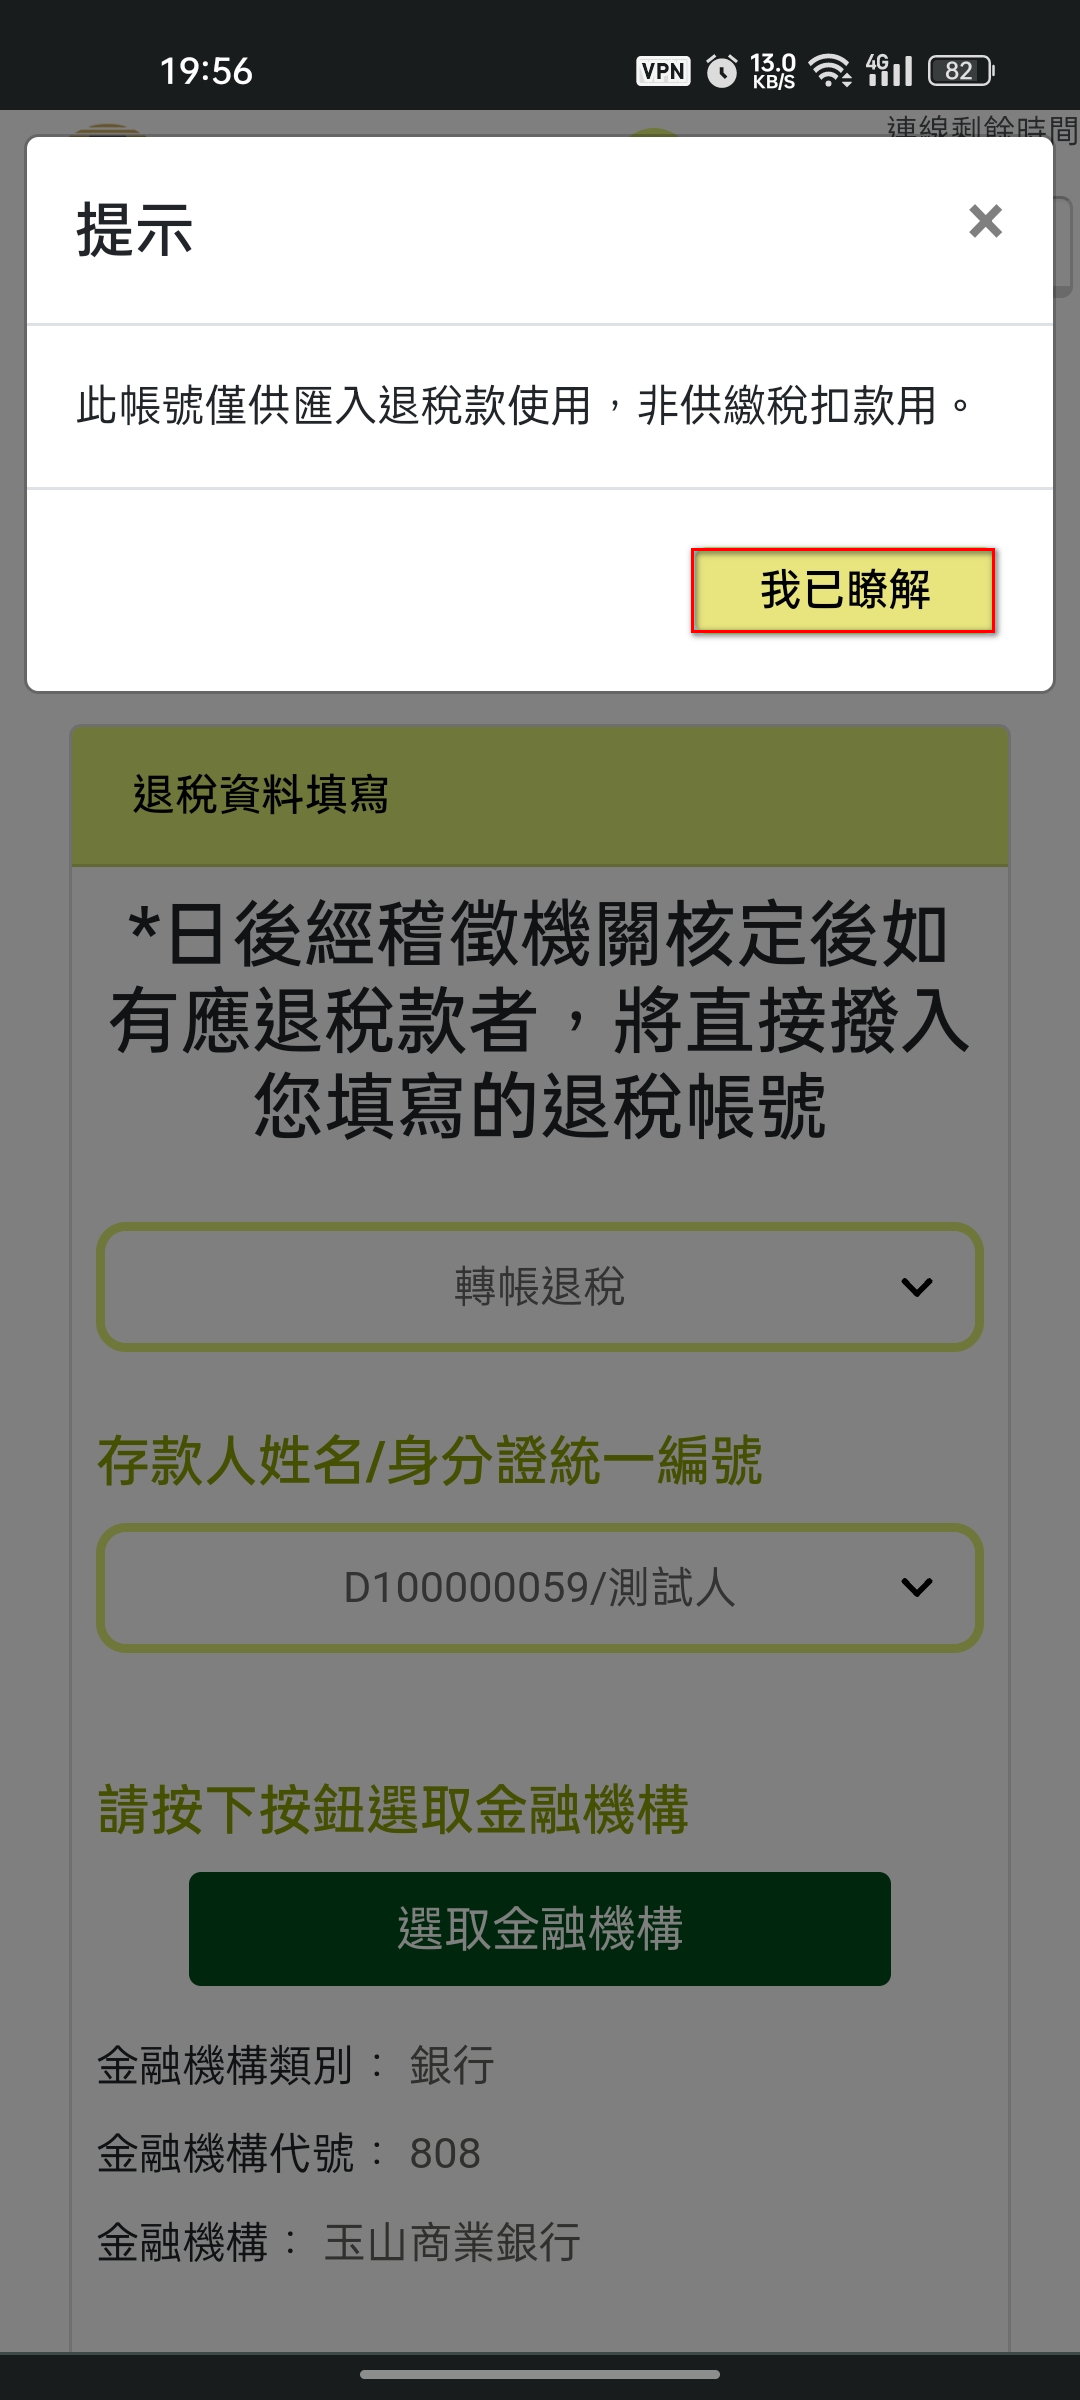 19:56
VPN
13.0
KB/S
4G
82
連線剩餘時間
提示
×
此帳號僅供匯入退稅款使用，非供繳稅扣款用。
我已瞭解
退稅資料填寫
*日後經稽徵機關核定後如
有應退稅款者，將直接撥入
您填寫的退稅帳號
轉帳退稅
存款人姓名/身分證統一編號
D100000059/測試人
請按下按鈕選取金融機構
選取金融機構
金融機構類別： 銀行
金融機構代號： 808
金融機構： 玉山商業銀行